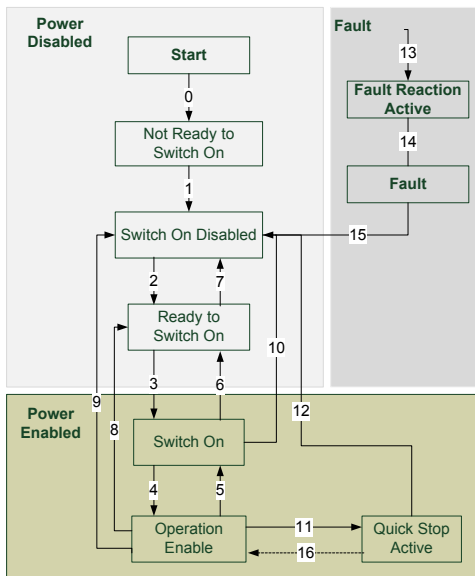 Power
Disabled
Fault
Start
13
Fault Reaction
Active
0
Not Ready to
Switch On
14
Fault
1
Switch On Disabled
15
2
7
Ready to
Switch On
10
3
6
9
8
12
Power
Enabled
Switch On
4
5
Operation
Enable
11
16
Quick Stop
Active